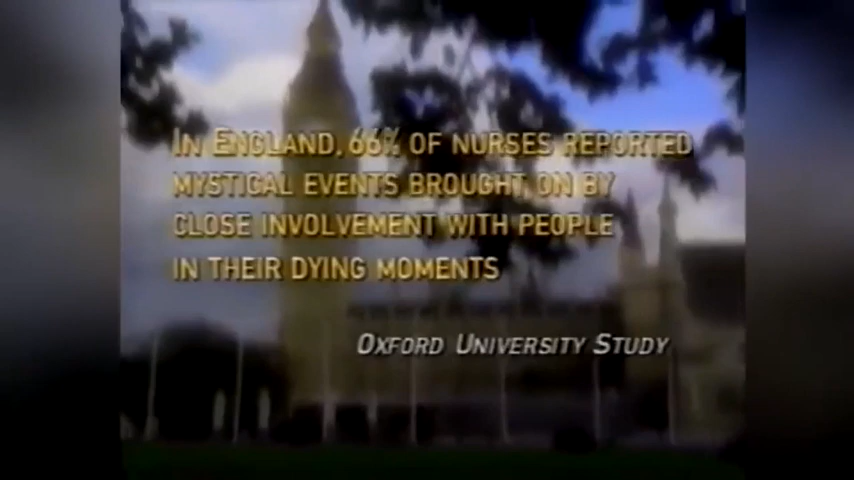 IN ENGLAND, 66% OF NURSES REPORTED
MYSTICAL EVENTS BROUGHT ON BY
CLOSE INVOLVEMENT WITH PEOPLE
IN THEIR DYING MOMENTS
OXFORD UNIVERSITY STUDY